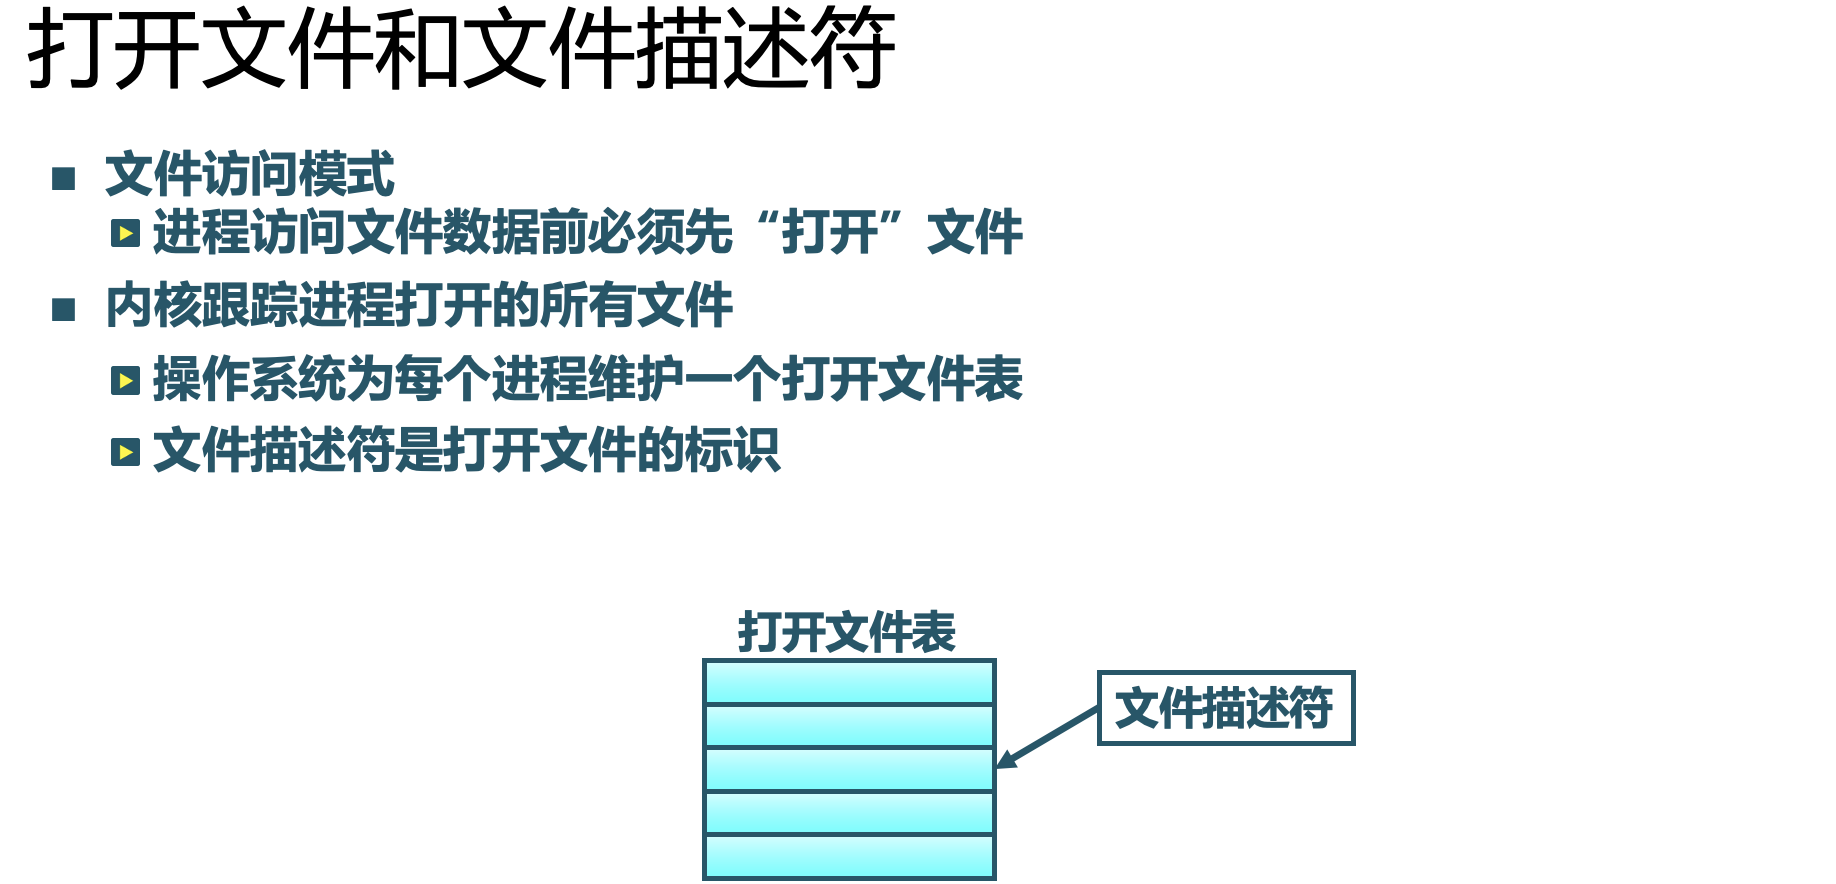 打开文件和文件描述符
文件访问模式
进程访问文件数据前必须先“打开”文件
内核跟踪进程打开的所有文件
操作系统为每个进程维护一个打开文件表
文件描述符是打开文件的标识
打开文件表
文件描述符